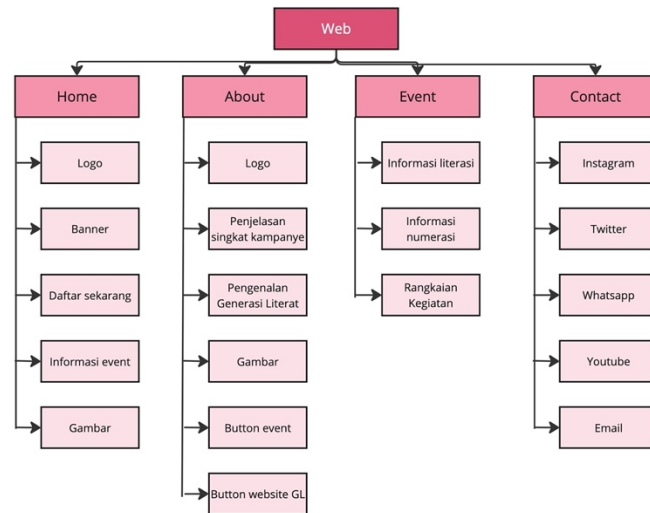 Web
Home
About
Event
Contact
Logo
Banner
Daftar sekarang
Informasi event
Gambar
Logo
Penjelasan
singkat kampanye
Pengenalan
Generasi Literat
Gambar
Button event
Button website GL
Informasi literasi
Informasi
numerasi
Rangkaian
Kegiatan
Instagram
Twitter
Whatsapp
Youtube
Email